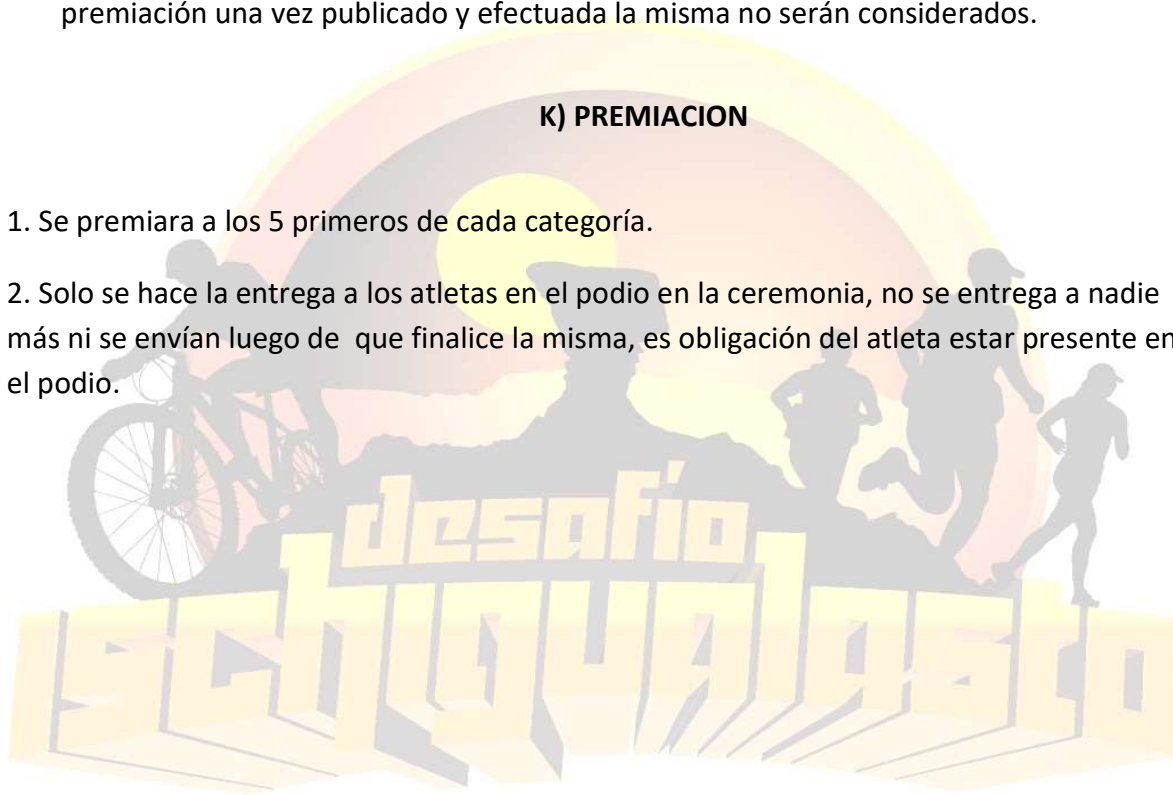 premiación una vez publicado y efectuada la misma no serán considerados.
K) PREMIACION
1. Se premiara a los 5 primeros de cada categoría.
2. Solo se hace la entrega a los atletas en el podio en la ceremonia, no se entrega a nadie
más ni se envían luego de  que finalice la misma, es obligación del atleta estar presente en
el podio.
desafío
ischigualasto